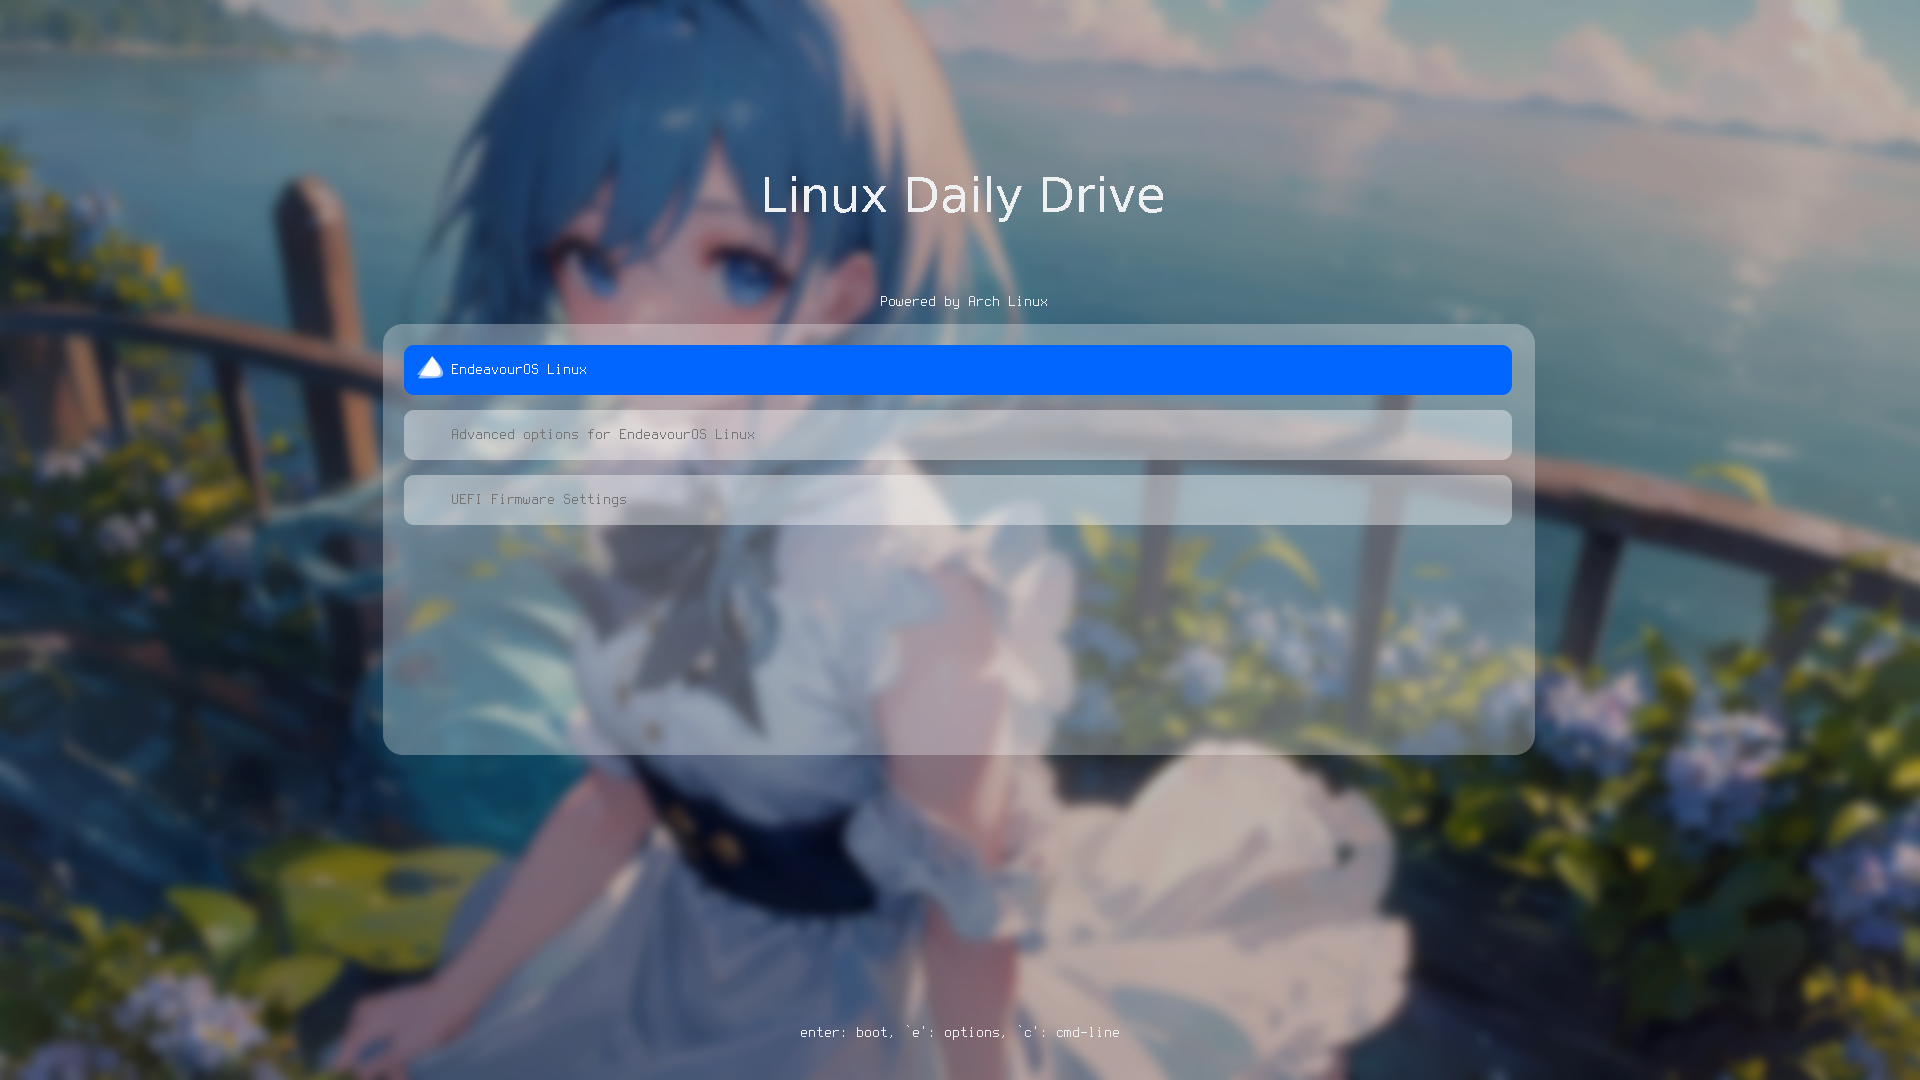 Linux Daily Drive
Powered by Arch Linux
EndeavourOS Linux
Advanced options for EndeavourOS Linux
UEFI Firmware Settings
enter: boot, `e': options, `c': cmd-line